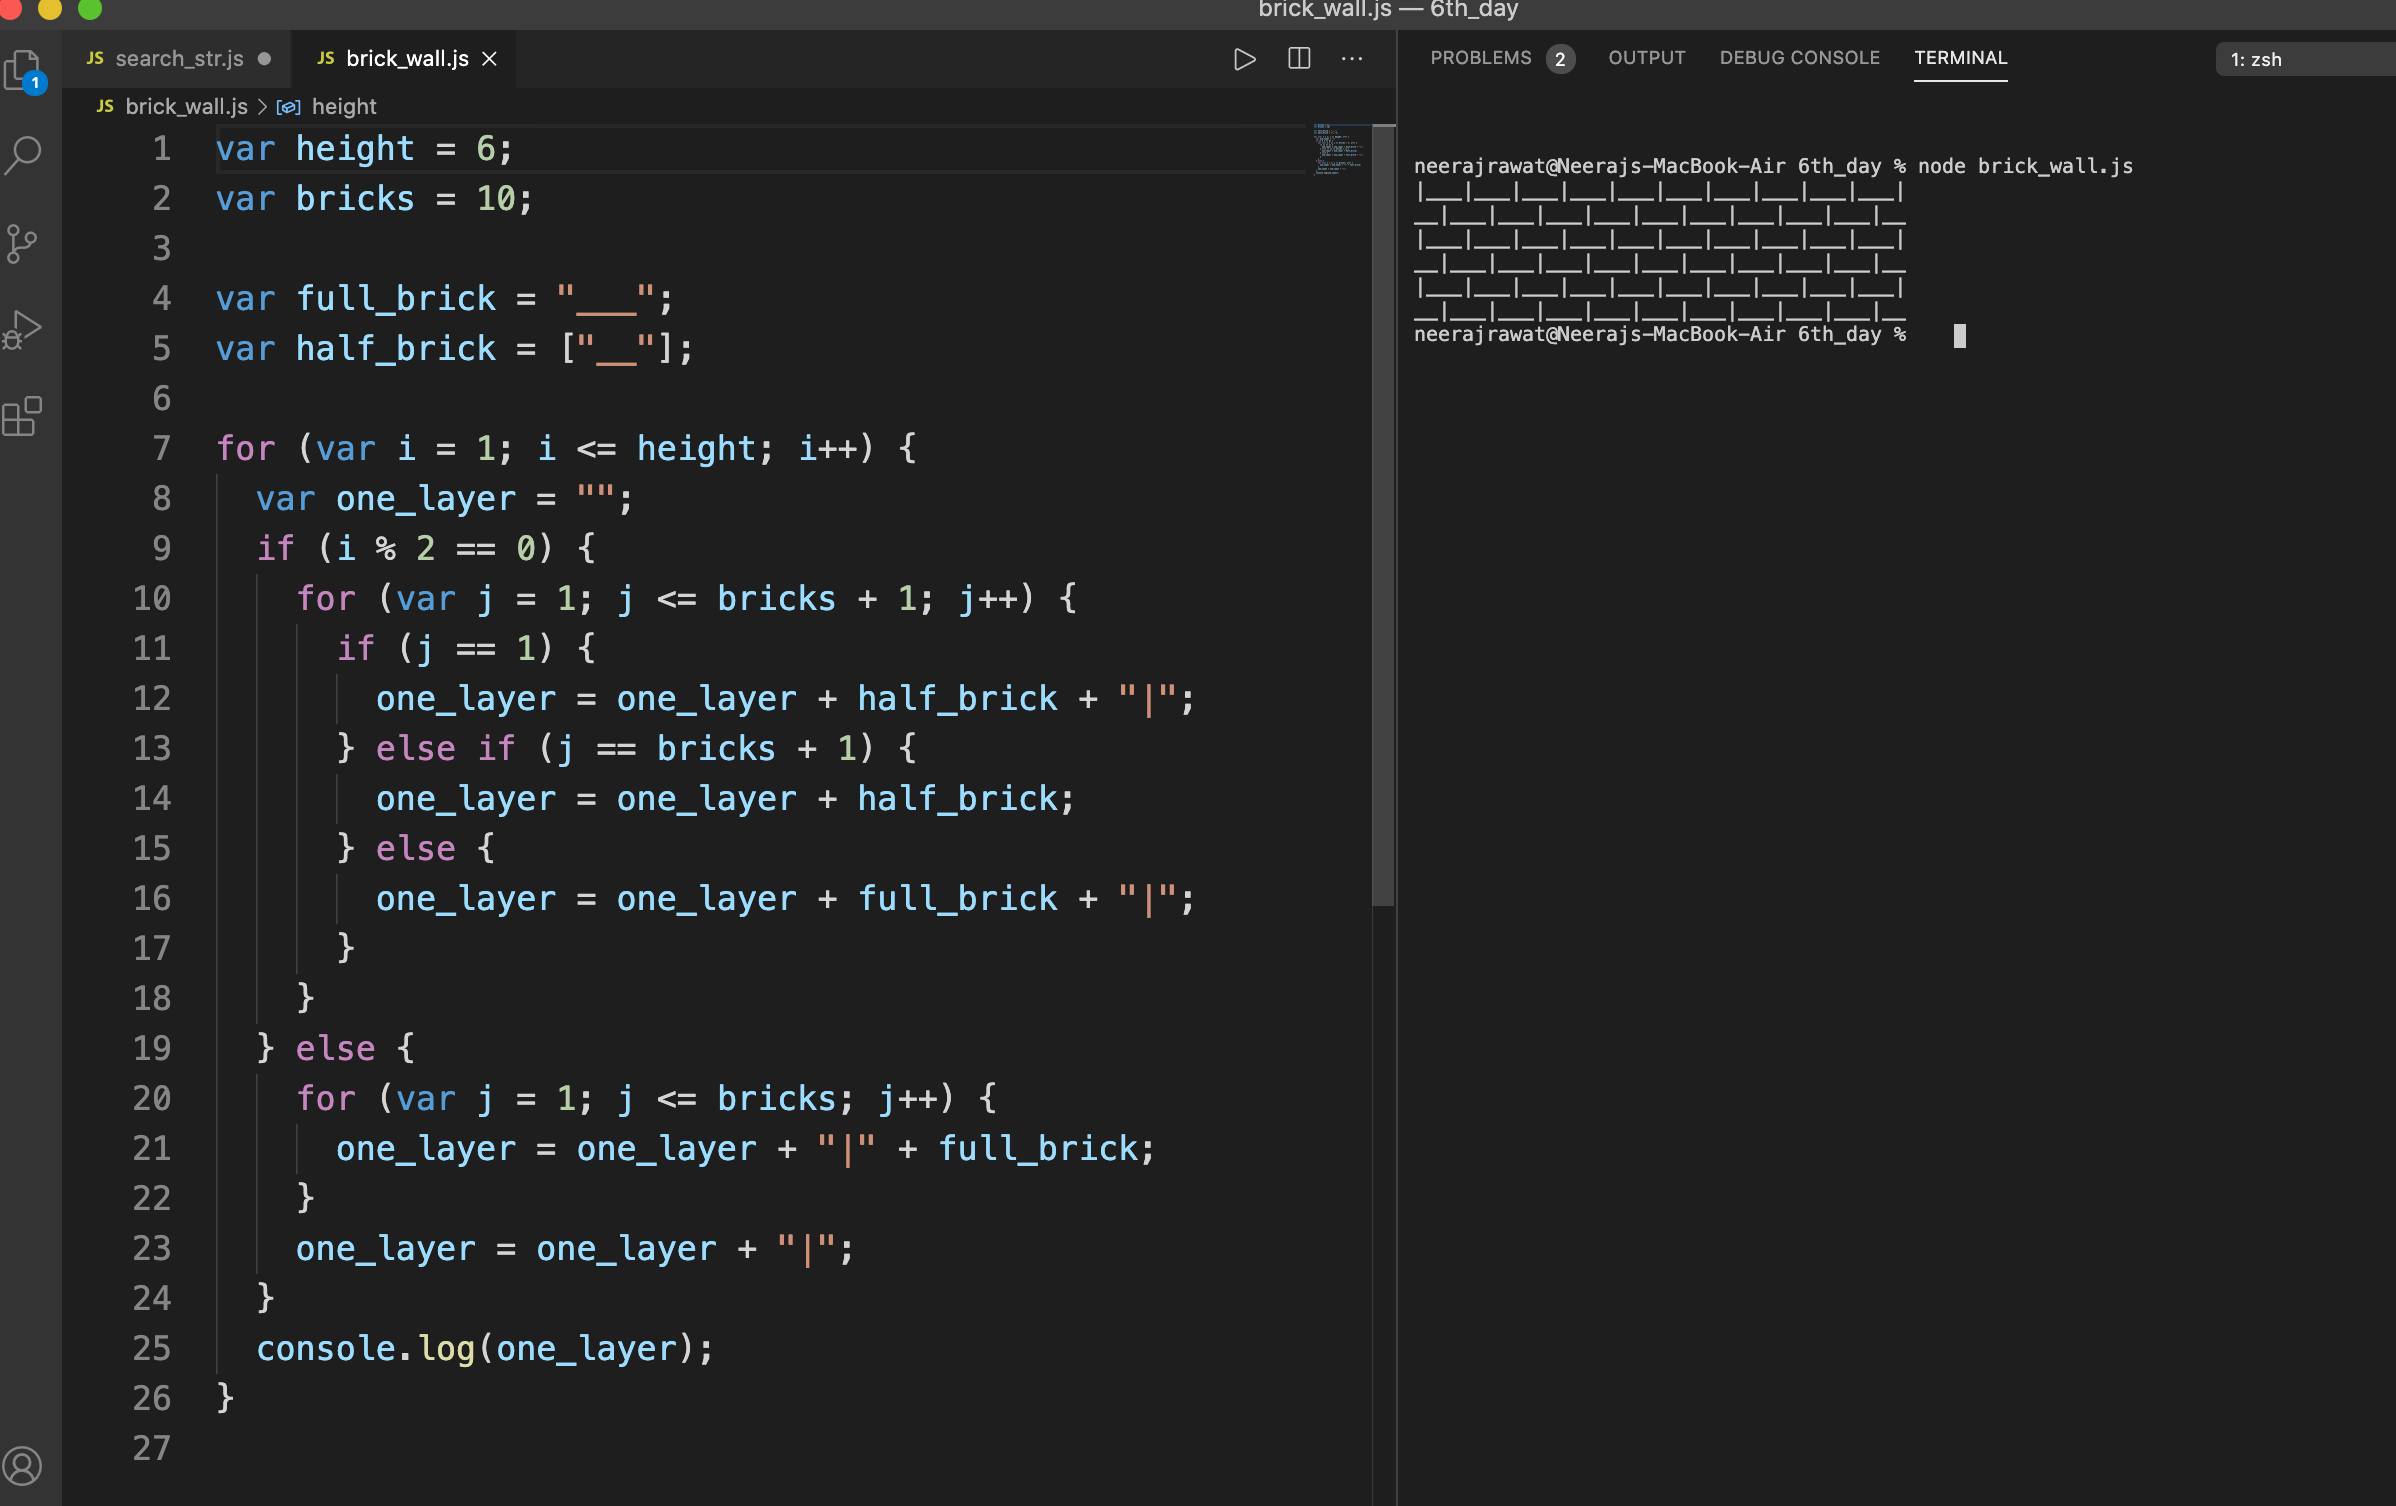 brick_wall.js — 6th_day
JS search_str.js ● JS brick_wall.js ×
JS brick_wall.js > height
1
1 var height = 6;
2 var bricks = 10;
3
4 var full_brick = "___";
5 var half_brick = ["__"];
6
7 for (var i = 1; i <= height; i++) {
8   var one_layer = "";
9   if (i % 2 == 0) {
10     for (var j = 1; j <= bricks + 1; j++) {
11       if (j == 1) {
12         one_layer = one_layer + half_brick + "|";
13       } else if (j == bricks + 1) {
14         one_layer = one_layer + half_brick;
15       } else {
16         one_layer = one_layer + full_brick + "|";
17       }
18     }
19   } else {
20     for (var j = 1; j <= bricks; j++) {
21       one_layer = one_layer + "|" + full_brick;
22     }
23     one_layer = one_layer + "|";
24   }
25   console.log(one_layer);
26 }
27
PROBLEMS 2 OUTPUT DEBUG CONSOLE TERMINAL 1: zsh
neerajrawat@Neerajs-MacBook-Air 6th_day % node brick_wall.js
|___|___|___|___|___|___|___|___|___|___|
__|___|___|___|___|___|___|___|___|___|__
|___|___|___|___|___|___|___|___|___|___|
__|___|___|___|___|___|___|___|___|___|__
|___|___|___|___|___|___|___|___|___|___|
__|___|___|___|___|___|___|___|___|___|__
neerajrawat@Neerajs-MacBook-Air 6th_day %